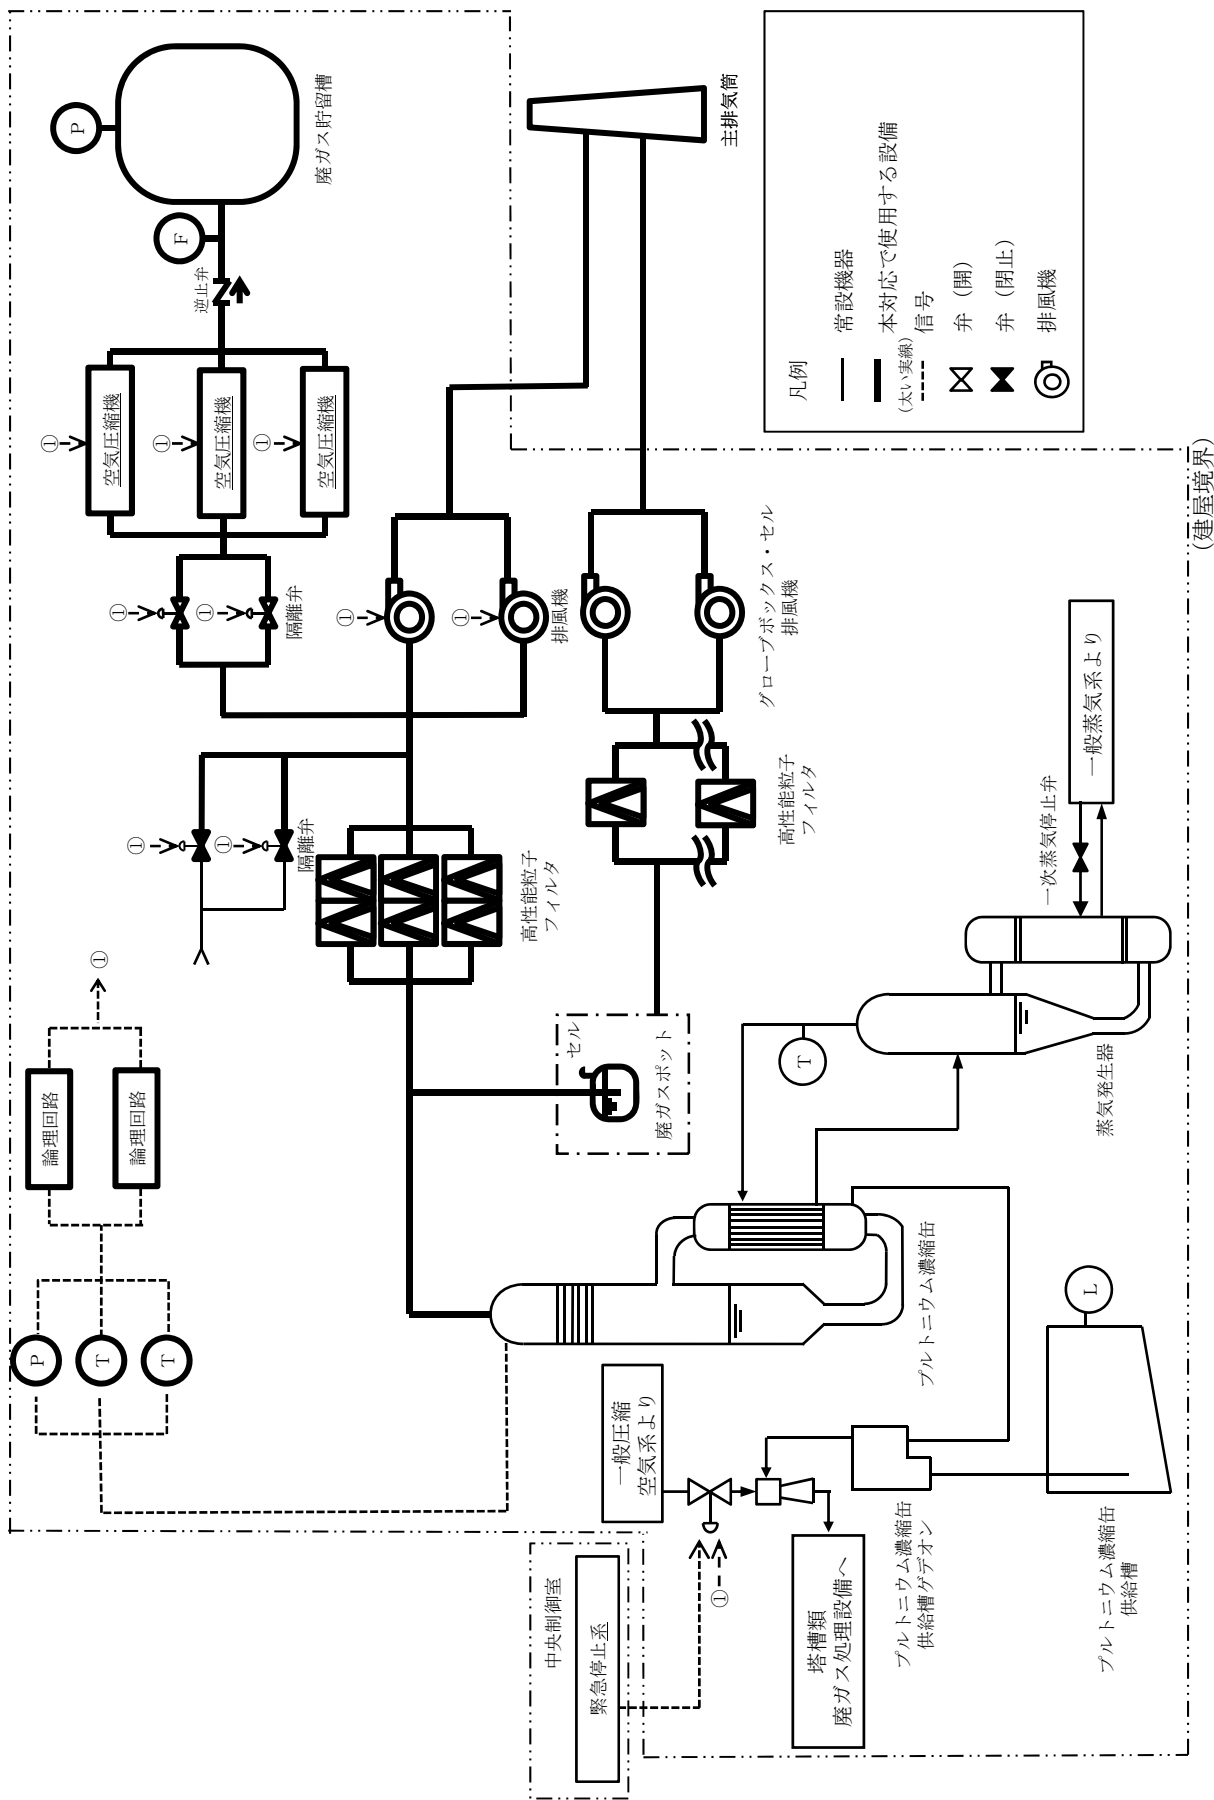 中央制御室
緊急停止系
①
塔槽類
廃ガス処理設備へ
プルトニウム濃縮缶
供給槽ゲデオン
プルトニウム濃縮缶
供給槽
一般圧縮
空気系より
L
プルトニウム濃縮缶
P
T
T
論理回路
論理回路
①
セル
廃ガスポット
T
蒸気発生器
一次蒸気停止弁
一般蒸気系より
高性能粒子
フィルタ
高性能粒子
フィルタ
①
①
隔離弁
①
①
隔離弁
①
①
排風機
グローブボックス・セル
排風機
①
①
①
空気圧縮機
空気圧縮機
空気圧縮機
逆止弁
F
P
廃ガス貯留槽
主排気筒
凡例
常設機器
本対応で使用する設備
(太い実線)
信号
弁（開）
弁（閉止）
排風機
(建屋境界)